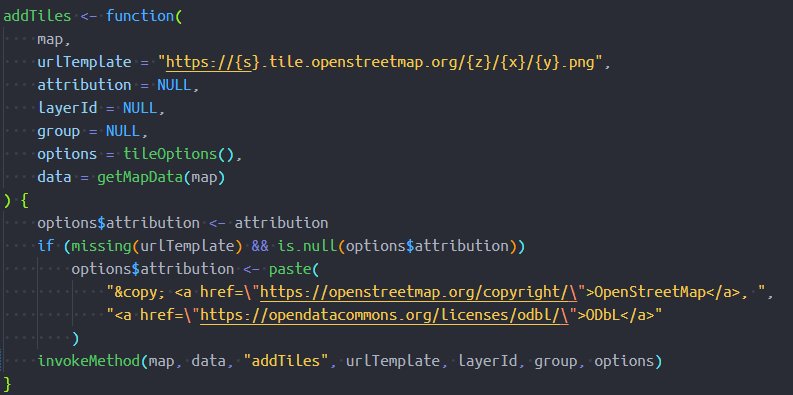 addTiles <- function(
    map,
    urlTemplate = "https://{s}.tile.openstreetmap.org/{z}/{x}/{y}.png",
    attribution = NULL,
    layerId = NULL,
    group = NULL,
    options = tileOptions(),
    data = getMapData(map)
) {
    options$attribution <- attribution
    if (missing(urlTemplate) && is.null(options$attribution))
        options$attribution <- paste(
            "&copy; <a href=\"https://openstreetmap.org/copyright/\">OpenStreetMap</a>, ",
            "<a href=\"https://opendatacommons.org/licenses/odbl/\">ODbL</a>"
        )
    invokeMethod(map, data, "addTiles", urlTemplate, layerId, group, options)
}